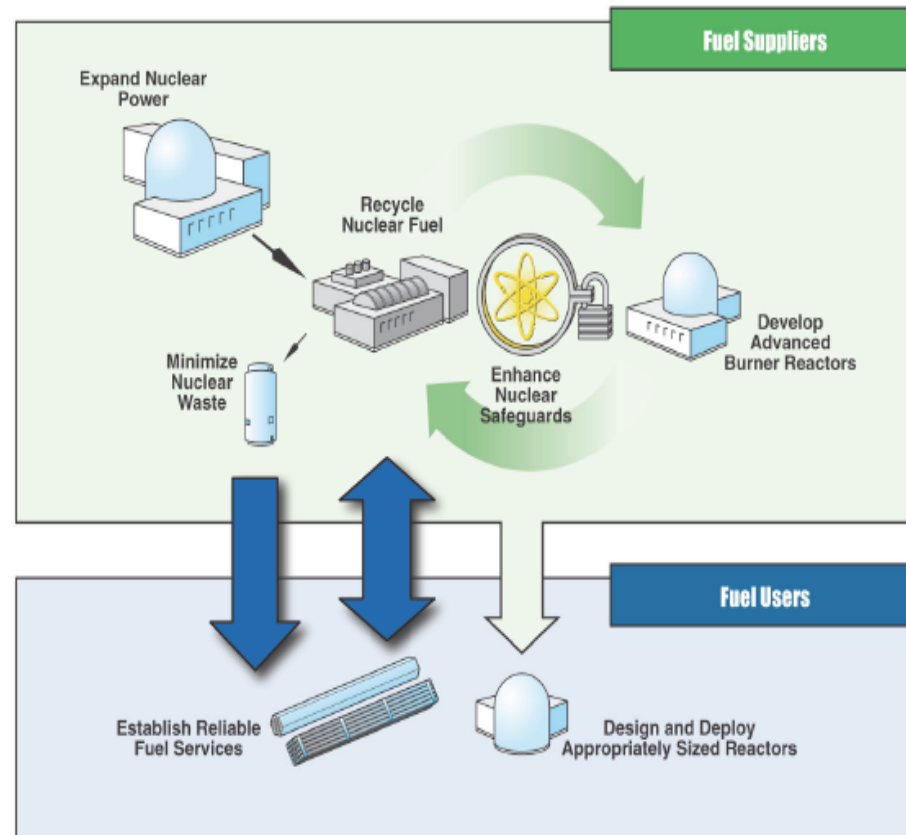 Fuel Suppliers
Expand Nuclear
Power
Recycle
Nuclear Fuel
Develop
Advanced
Burner Reactors
Minimize
Nuclear
Waste
Enhance
Nuclear
Safeguards
Fuel Users
Establish Reliable
Fuel Services
Design and Deploy
Appropriately Sized Reactors